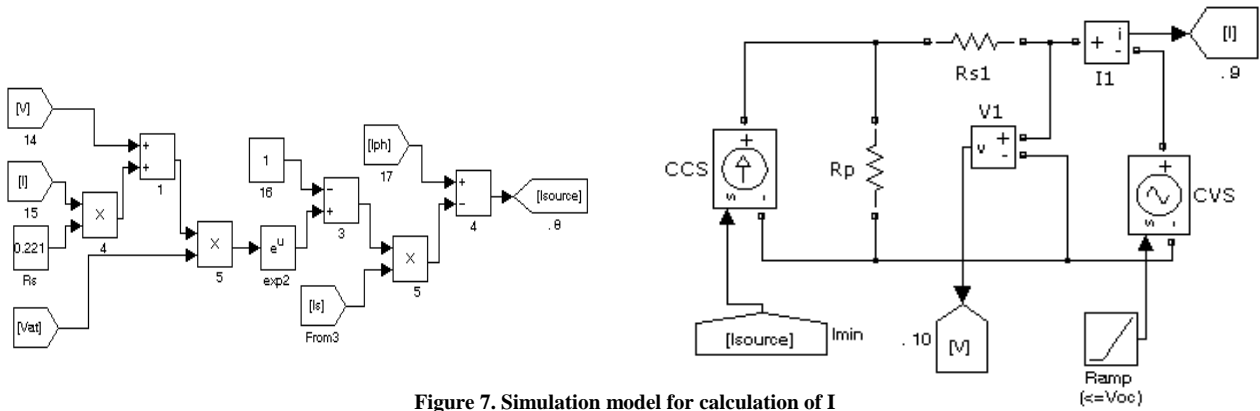 [V]
14
+
+
1
[I]
15
X
4
0.221
Rs
[Vat]
X
5
e^u
exp2
1
16
-
+
3
[Iph]
17
[Is]
From3
X
5
+
-
4
[Isource]
. 8
CCS
+
s
-
Rp
Rs1
V1
v
+
-
+
i
-
I1
[I]
. 9
+
s
-
CVS
[Isource]
Imin
. 10
[V]
Ramp
(<=Voc)
Figure 7. Simulation model for calculation of I